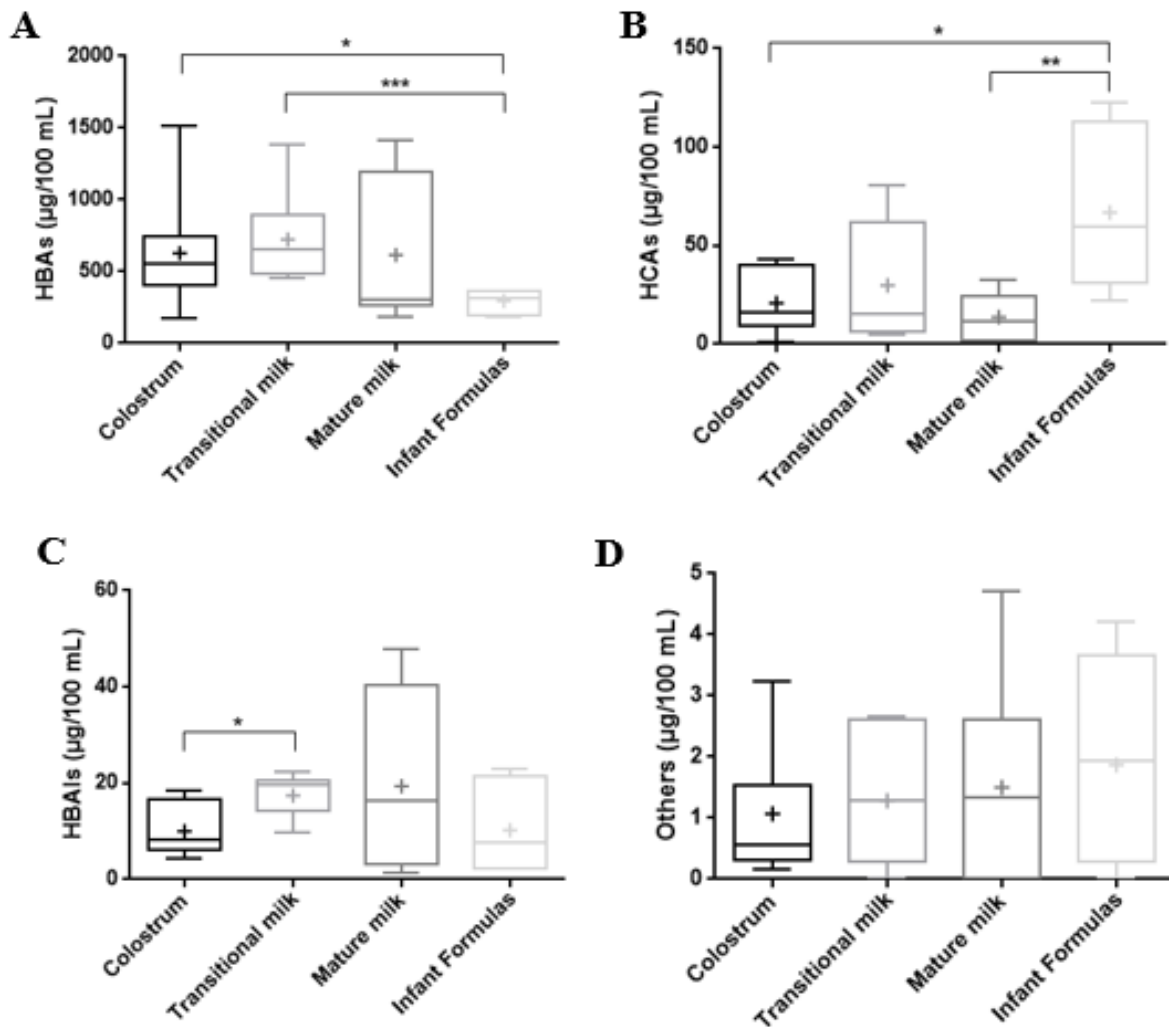 A
HBAs (µg/100 mL)
2000
1500
1000
500
0
*
***
Colostrum
Transitional milk
Mature milk
Infant Formulas
B
HCAs (µg/100 mL)
150
100
50
0
*
**
Colostrum
Transitional milk
Mature milk
Infant Formulas
C
HBAls (µg/100 mL)
60
40
20
0
*
Colostrum
Transitional milk
Mature milk
Infant Formulas
D
Others (µg/100 mL)
5
4
3
2
1
0
Colostrum
Transitional milk
Mature milk
Infant Formulas